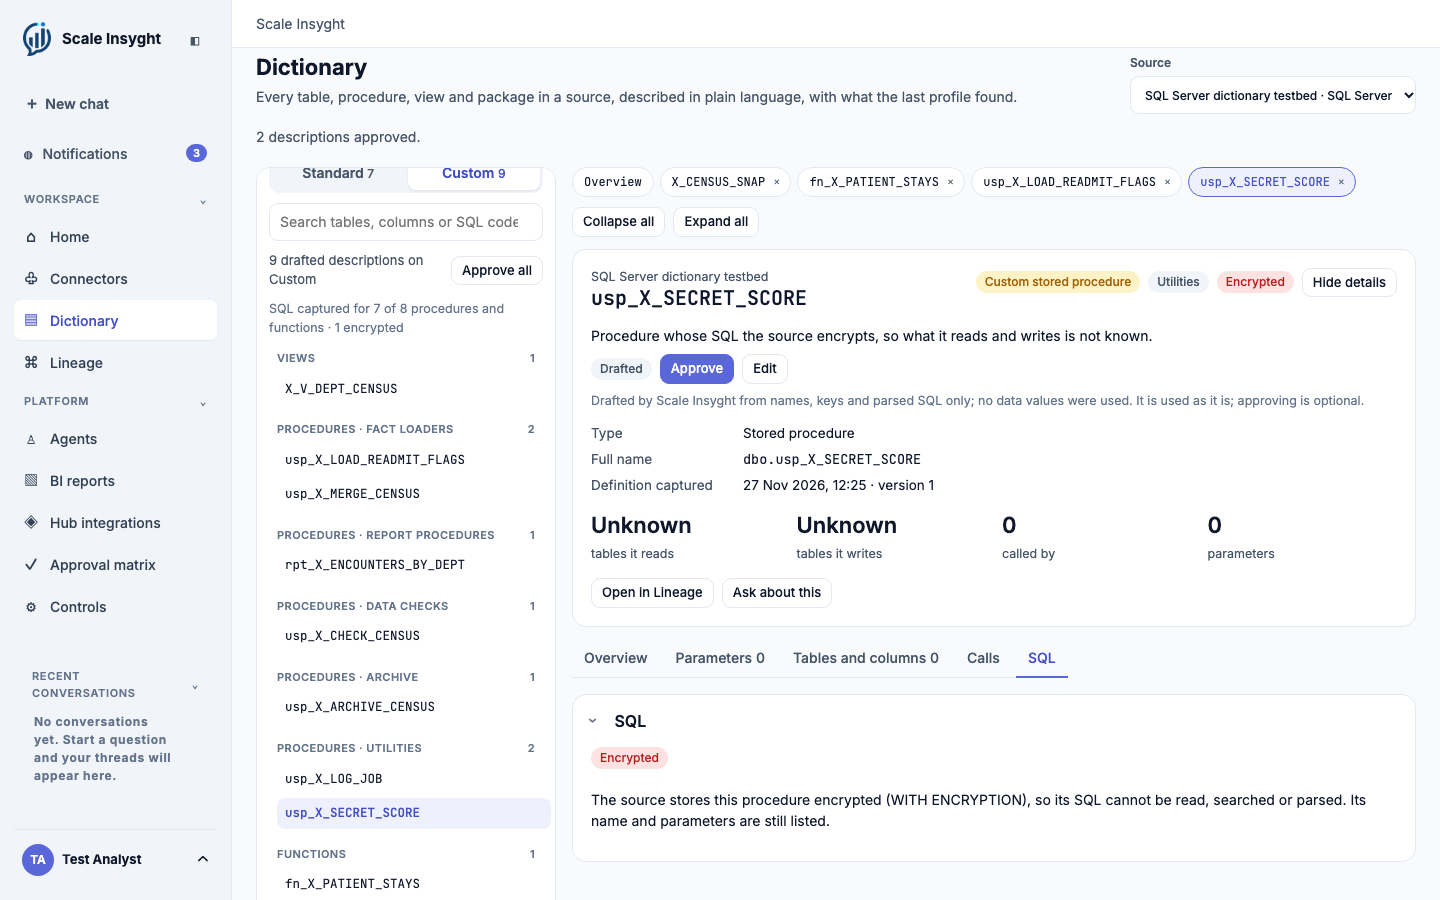 Scale Insyght
+ New chat
Notifications 3
WORKSPACE
Home
Connectors
Dictionary
Lineage
PLATFORM
Agents
BI reports
Hub integrations
Approval matrix
Controls
RECENT
CONVERSATIONS
No conversations
yet. Start a question
and your threads will
appear here.
TA Test Analyst
Scale Insyght
Dictionary
Every table, procedure, view and package in a source, described in plain language, with what the last profile found.
Source
SQL Server dictionary testbed · SQL Server
2 descriptions approved.
Standard 7 Custom 9
Search tables, columns or SQL code
9 drafted descriptions on
Custom
Approve all
SQL captured for 7 of 8 procedures and
functions · 1 encrypted
VIEWS 1
X_V_DEPT_CENSUS
PROCEDURES · FACT LOADERS 2
usp_X_LOAD_READMIT_FLAGS
usp_X_MERGE_CENSUS
PROCEDURES · REPORT PROCEDURES 1
rpt_X_ENCOUNTERS_BY_DEPT
PROCEDURES · DATA CHECKS 1
usp_X_CHECK_CENSUS
PROCEDURES · ARCHIVE 1
usp_X_ARCHIVE_CENSUS
PROCEDURES · UTILITIES 2
usp_X_LOG_JOB
usp_X_SECRET_SCORE
FUNCTIONS 1
fn_X_PATIENT_STAYS
Overview X_CENSUS_SNAP × fn_X_PATIENT_STAYS × usp_X_LOAD_READMIT_FLAGS × usp_X_SECRET_SCORE ×
Collapse all Expand all
SQL Server dictionary testbed
usp_X_SECRET_SCORE
Custom stored procedure Utilities Encrypted Hide details
Procedure whose SQL the source encrypts, so what it reads and writes is not known.
Drafted Approve Edit
Drafted by Scale Insyght from names, keys and parsed SQL only; no data values were used. It is used as it is; approving is optional.
Type Stored procedure
Full name dbo.usp_X_SECRET_SCORE
Definition captured 27 Nov 2026, 12:25 · version 1
Unknown Unknown 0 0
tables it reads tables it writes called by parameters
Open in Lineage Ask about this
Overview Parameters 0 Tables and columns 0 Calls SQL
SQL
Encrypted
The source stores this procedure encrypted (WITH ENCRYPTION), so its SQL cannot be read, searched or parsed. Its
name and parameters are still listed.